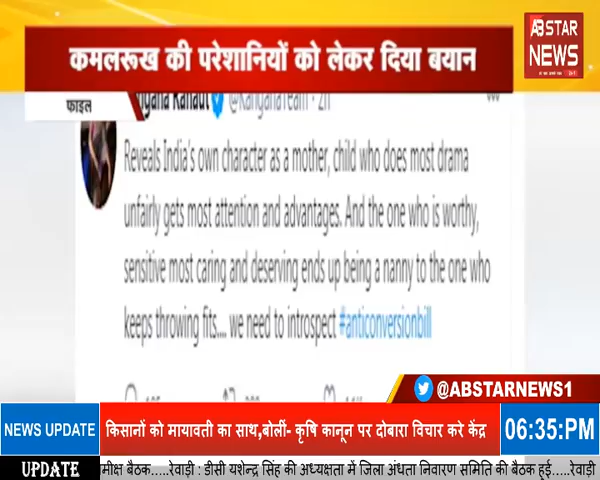 कमलरूख की परेशानियों को लेकर दिया बयान
AB STAR
NEWS
फाइल
Reveals India's own character as a mother, child who does most drama
unfairly gets most attention and advantages. And the one who is worthy,
sensitive most caring and deserving ends up being a nanny to the one who
keeps throwing fits.... we need to introspect #anticonversionbill
@ABSTARNEWS1
NEWS UPDATE
किसानों को मायावती का साथ,बोलीं- कृषि कानून पर दोबारा विचार करे केंद्र
06:35:PM
UPDATE
मीक्ष बैठक.....रेवाड़ी : डीसी यशेन्द्र सिंह की अध्यक्षता में जिला अंधता निवारण समिति की बैठक हुई.....रेवाड़ी